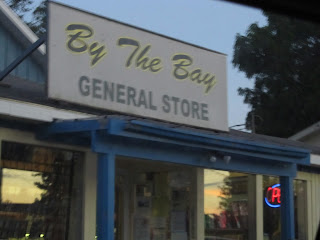 By The Bay
GENERAL STORE